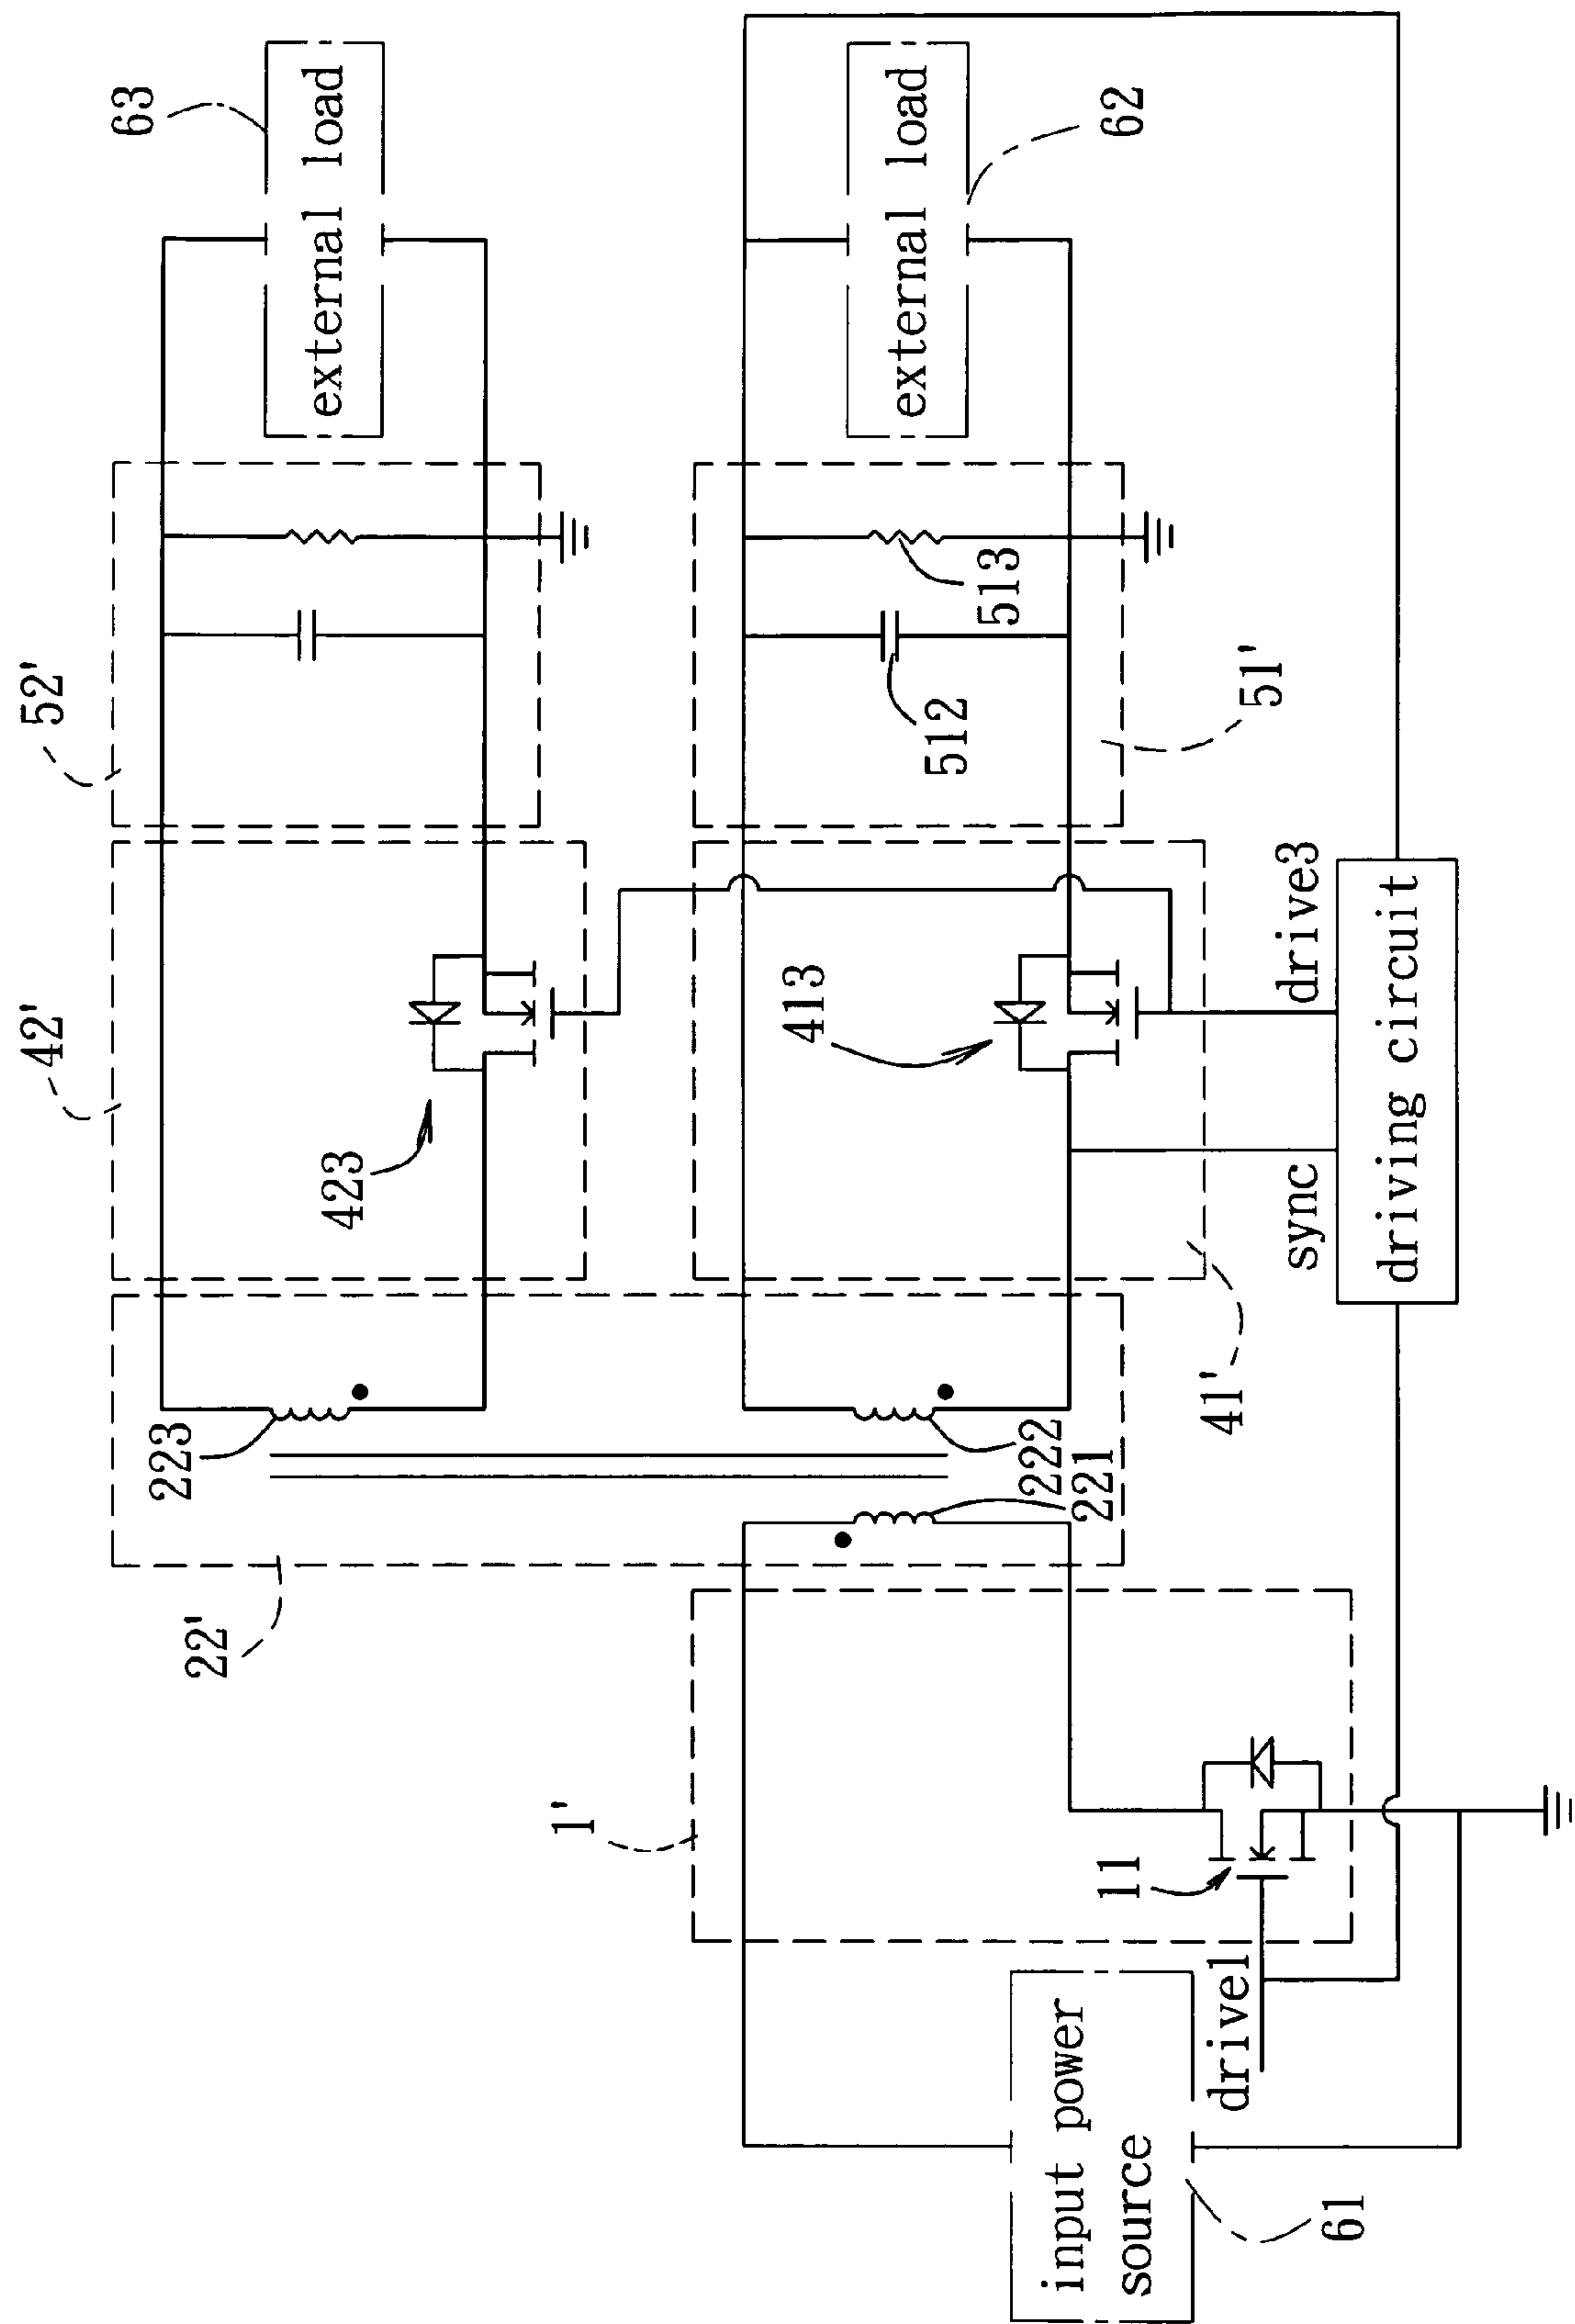 63
external load
52'
42'
423
223
22'
external load
62
513
512
51'
413
41'
222
221
drive3
sync
driving circuit
1'
11
drive1
input power
source
61